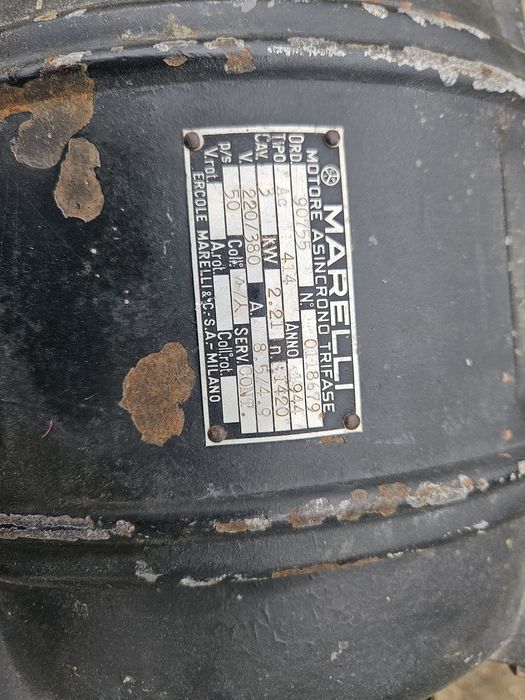 MARELLI
MOTORE ASINCRONO TRIFASE
ORD. 90755 N° 018679
TIPO Ac 414 ANNO 1944
CAV. 3 KW 2.21 n. 1420
V. 220/380 A. 8.5/4.9
p/s 50 Coll° /⅄ SERV. CONT.
V.rot. A.rot. Coll.rot.
ERCOLE MARELLI & C.-S.A.-MILANO